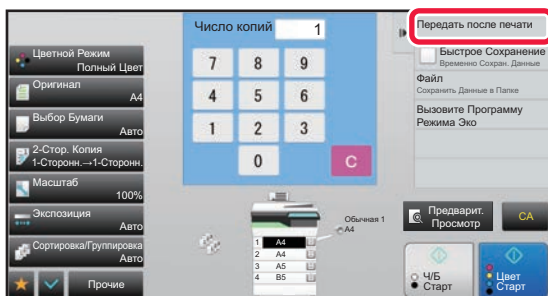 Число копий
1
Передать после печати
Цветной Режим
Полный Цвет
Оригинал
A4
Выбор Бумаги
Авто
2-Стор. Копия
1-Сторонн.→1-Сторонн.
Масштаб
100%
Экспозиция
Авто
Сортировка/Группировка
Авто
Прочие
7
8
9
4
5
6
1
2
3
0
C
Обычная 1
A4
1 A4
2 A4
3 A5
4 B5
Быстрое Сохранение
Временно Сохран. Данные
Файл
Сохранить Данные в Папке
Вызовите Программу
Режима Эко
Предварит.
Просмотр
CA
Ч/Б
Старт
Цвет
Старт